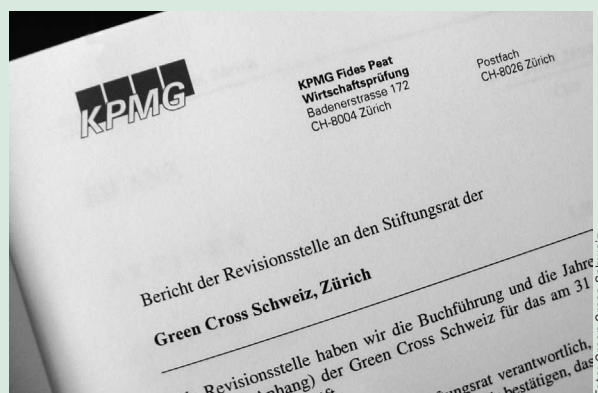 KPMG
KPMG Fides Peat
Wirtschaftsprüfung
Badenerstrasse 172
CH-8004 Zürich
Postfach
CH-8026 Zürich
Bericht der Revisionsstelle an den Stiftungsrat der
Green Cross Schweiz, Zürich
Revisionsstelle haben wir die Buchführung und die Jahre
der Green Cross Schweiz für das am 31
verantwortlich,
bestätigen, das